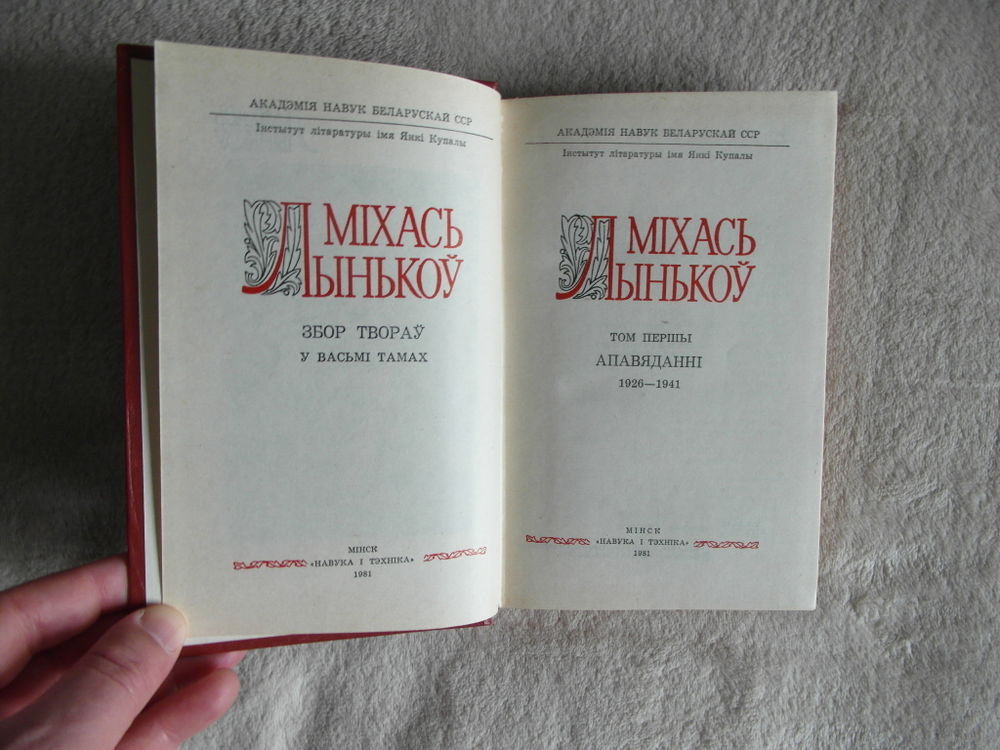 АКАДЭМІЯ НАВУК БЕЛАРУСКАЙ ССР
Інстытут літаратуры імя Янкі Купалы
МІХАСЬ
ЛЫНЬКОЎ
ЗБОР ТВОРАЎ
У ВАСЬМІ ТАМАХ
МІНСК
«НАВУКА І ТЭХНІКА»
1981
АКАДЭМІЯ НАВУК БЕЛАРУСКАЙ ССР
Інстытут літаратуры імя Янкі Купалы
МІХАСЬ
ЛЫНЬКОЎ
ТОМ ПЕРШЫ
АПАВЯДАННІ
1926—1941
МІНСК
«НАВУКА І ТЭХНІКА»
1981